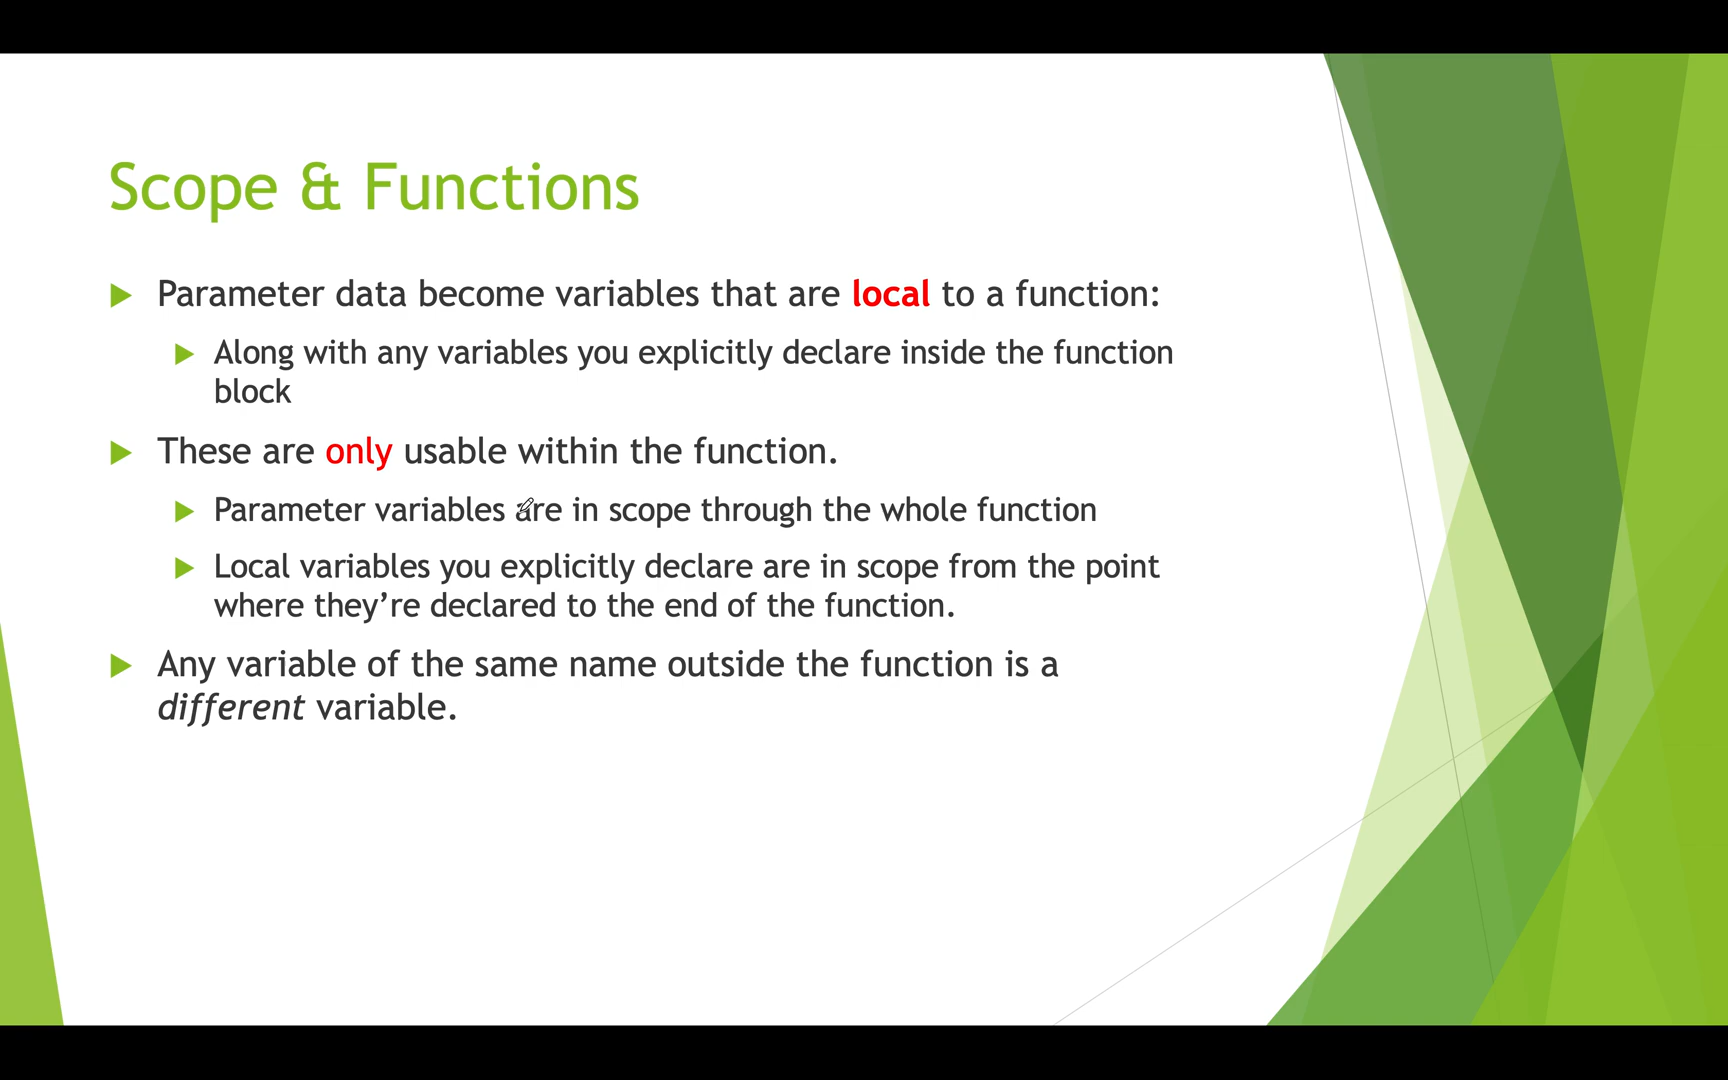 Scope & Functions
Parameter data become variables that are local to a function:
Along with any variables you explicitly declare inside the function
block
These are only usable within the function.
Parameter variables are in scope through the whole function
Local variables you explicitly declare are in scope from the point
where they’re declared to the end of the function.
Any variable of the same name outside the function is a
different variable.